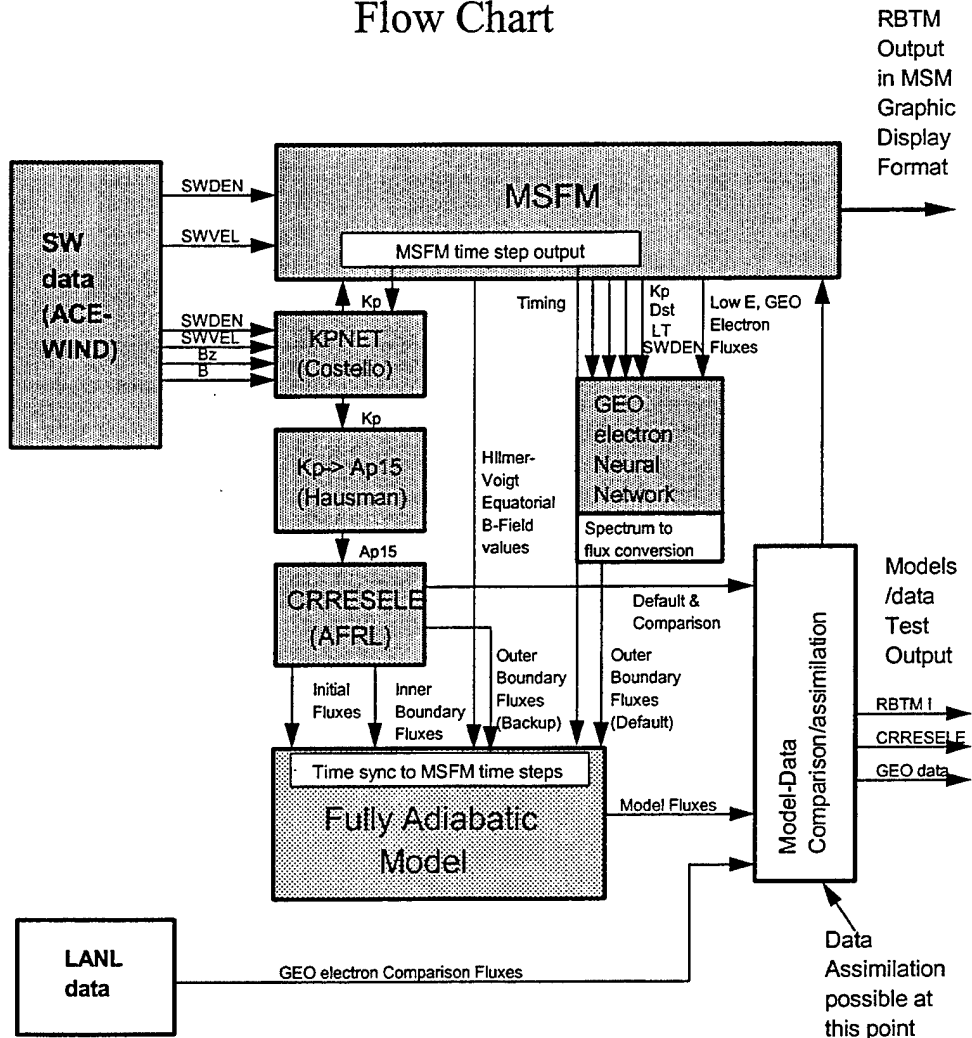 Flow Chart
RBTM
Output
in MSM
Graphic
Display
Format
SW
data
(ACE-
WIND)
SWDEN
SWVEL
SWDEN
SWVEL
Bz
B
MSFM
MSFM time step output
Kp
KPNET
(Costello)
Kp
Kp-> Ap15
(Hausman)
Ap15
CRRESELE
(AFRL)
Timing
Kp
Dst
LT
SWDEN
Low E, GEO
Electron
Fluxes
GEO
electron
Neural
Network
Spectrum to
flux conversion
HIlmer-
Voigt
Equatorial
B-Field
values
Default &
Comparison
Initial
Fluxes
Inner
Boundary
Fluxes
Outer
Boundary
Fluxes
(Backup)
Outer
Boundary
Fluxes
(Default)
Time sync to MSFM time steps
Fully Adiabatic
Model
Model Fluxes
Model-Data
Comparison/assimilation
Models
/data
Test
Output
RBTM I
CRRESELE
GEO data
LANL
data
GEO electron Comparison Fluxes
Data
Assimilation
possible at
this point